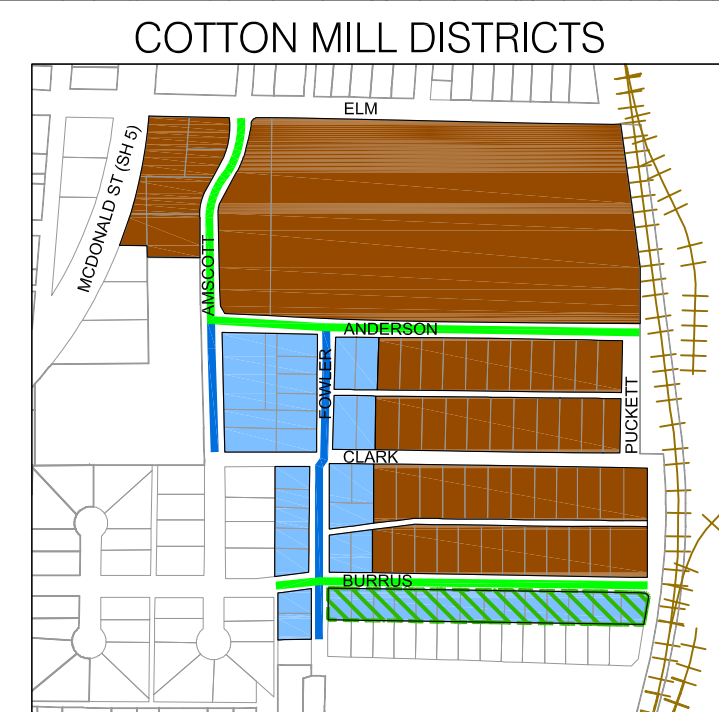 COTTON MILL DISTRICTS
ELM
MCDONALD ST (SH 5)
AMSCOTT
ANDERSON
FOWLER
PUCKETT
CLARK
BURRUS